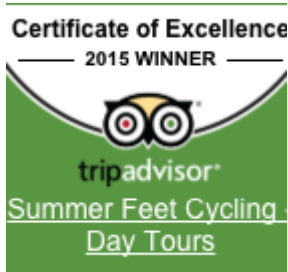 Certificate of Excellence
2015 WINNER
tripadvisor®
Summer Feet Cycling -
Day Tours